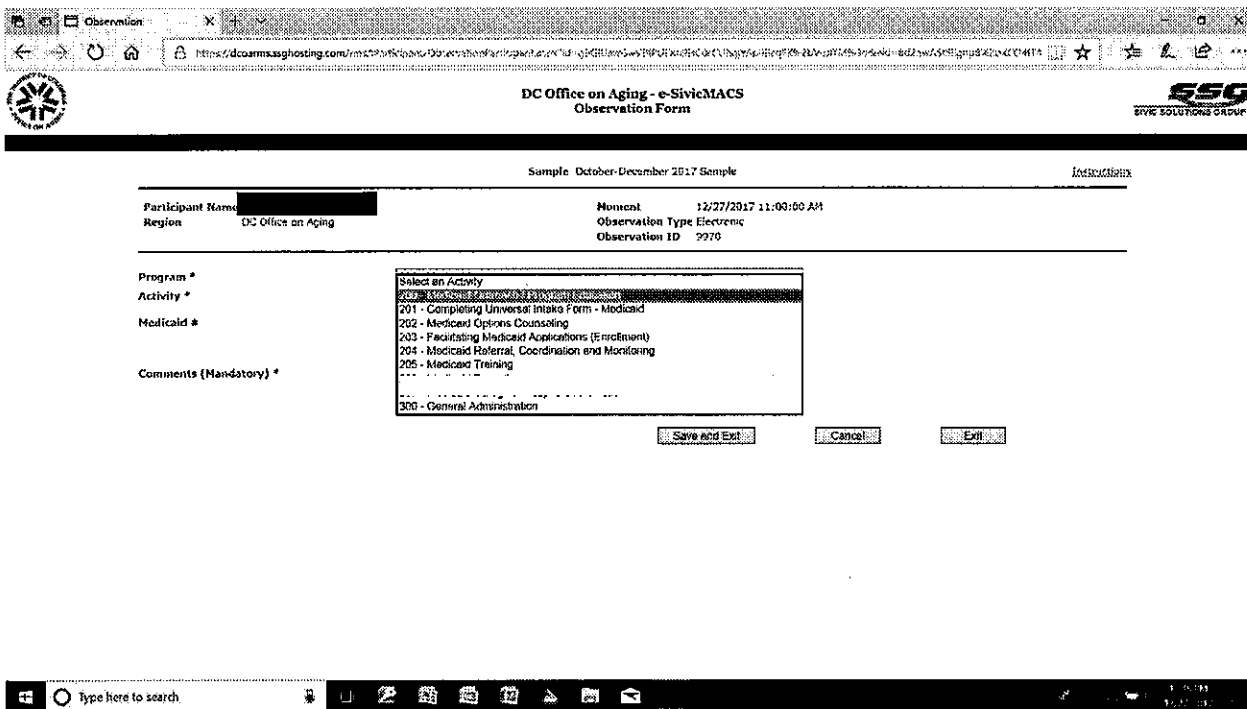 Observation
DC Office on Aging - e-SivicMACS
Observation Form
SSG
SIVIC SOLUTIONS GROUP
Sample October-December 2017 Sample
Instructions
Participant Name
Region DC Office on Aging
Moment 12/27/2017 11:00:00 AM
Observation Type Electronic
Observation ID 9970
Program *
Activity *
Medicaid #
Comments (Mandatory) *
Select an Activity
201 - Completing Universal Intake Form - Medicaid
202 - Medicaid Options Counseling
203 - Facilitating Medicaid Applications (Enrollment)
204 - Medicaid Referral, Coordination and Monitoring
205 - Medicaid Training
300 - General Administration
Save and Exit
Cancel
Exit
Type here to search